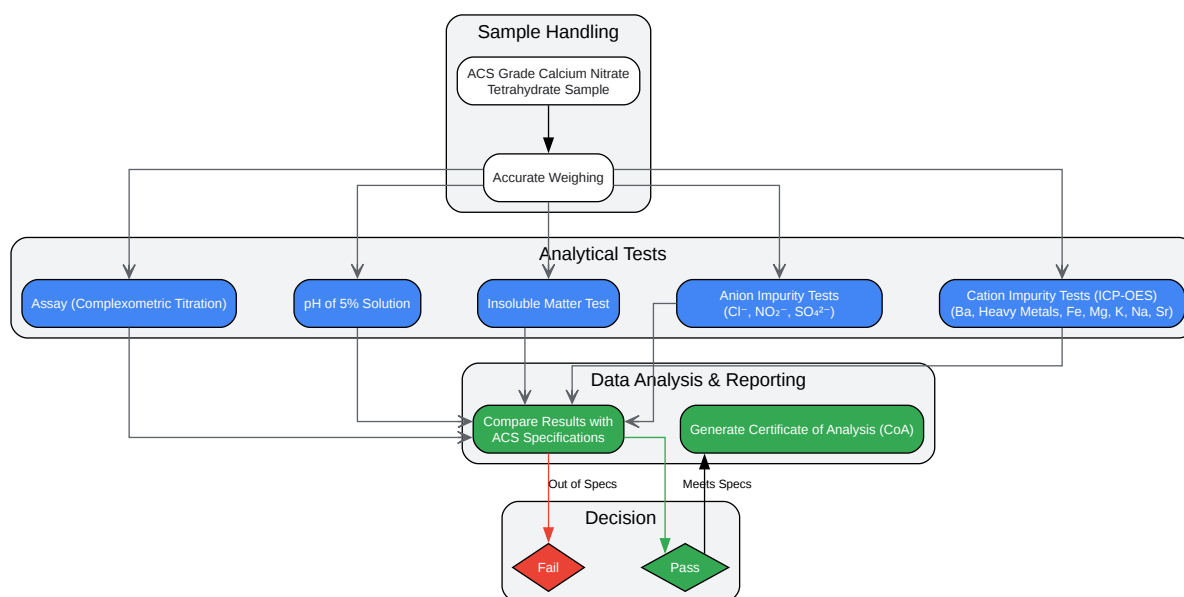 Sample Handling
ACS Grade Calcium Nitrate
Tetrahydrate Sample
Accurate Weighing
Analytical Tests
Assay (Complexometric Titration)
pH of 5% Solution
Insoluble Matter Test
Anion Impurity Tests
(Cl⁻, NO₂⁻, SO₄²⁻)
Cation Impurity Tests (ICP-OES)
(Ba, Heavy Metals, Fe, Mg, K, Na, Sr)
Data Analysis & Reporting
Compare Results with
ACS Specifications
Generate Certificate of Analysis (CoA)
Out of Specs
Meets Specs
Decision
Fail
Pass